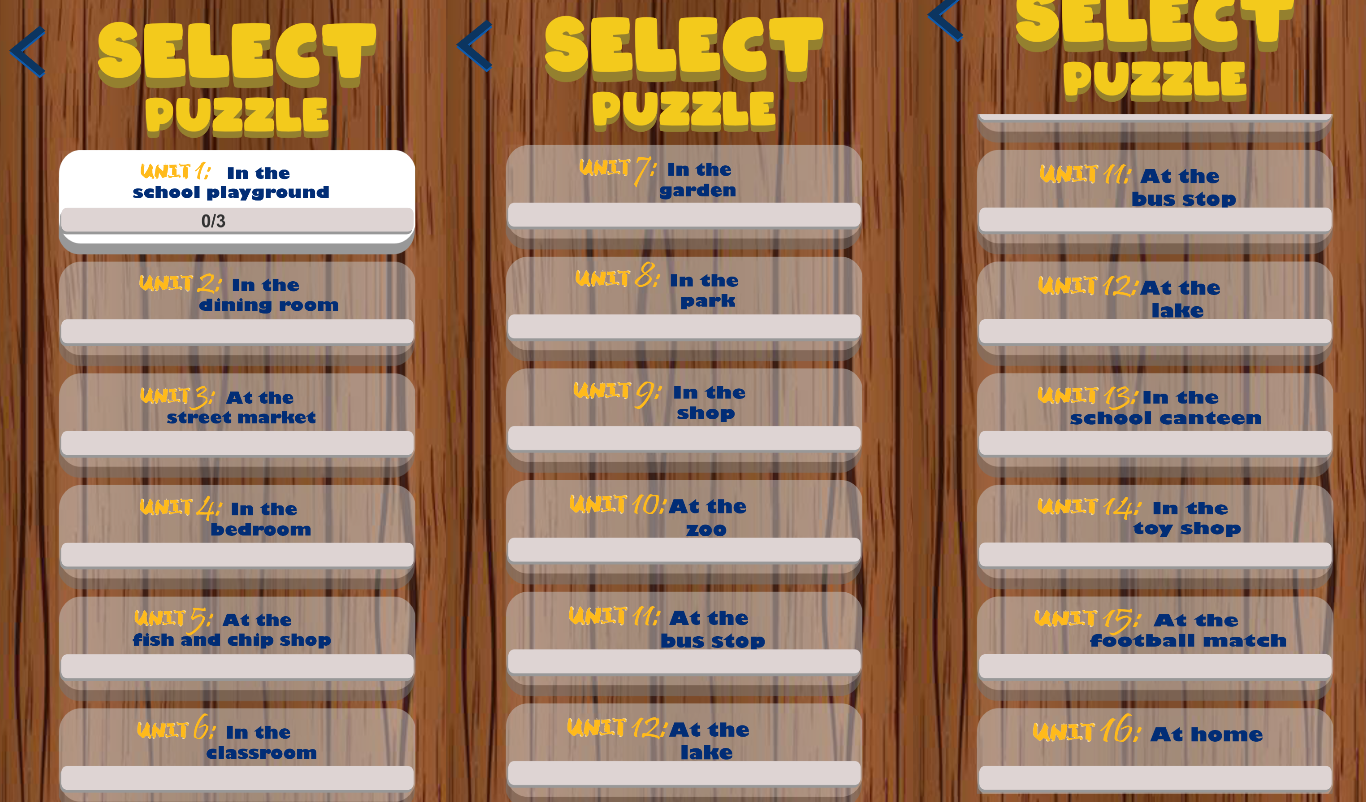 SELECT
PUZZLE
UNIT 1: In the
school playground
0/3
UNIT 2: In the
dining room
UNIT 3: At the
street market
UNIT 4: In the
bedroom
UNIT 5: At the
fish and chip shop
UNIT 6: In the
classroom
SELECT
PUZZLE
UNIT 7: In the
garden
UNIT 8: In the
park
UNIT 9: In the
shop
UNIT 10: At the
zoo
UNIT 11: At the
bus stop
UNIT 12: At the
lake
SELECT
PUZZLE
UNIT 11: At the
bus stop
UNIT 12: At the
lake
UNIT 13: In the
school canteen
UNIT 14: In the
toy shop
UNIT 15: At the
football match
UNIT 16: At home